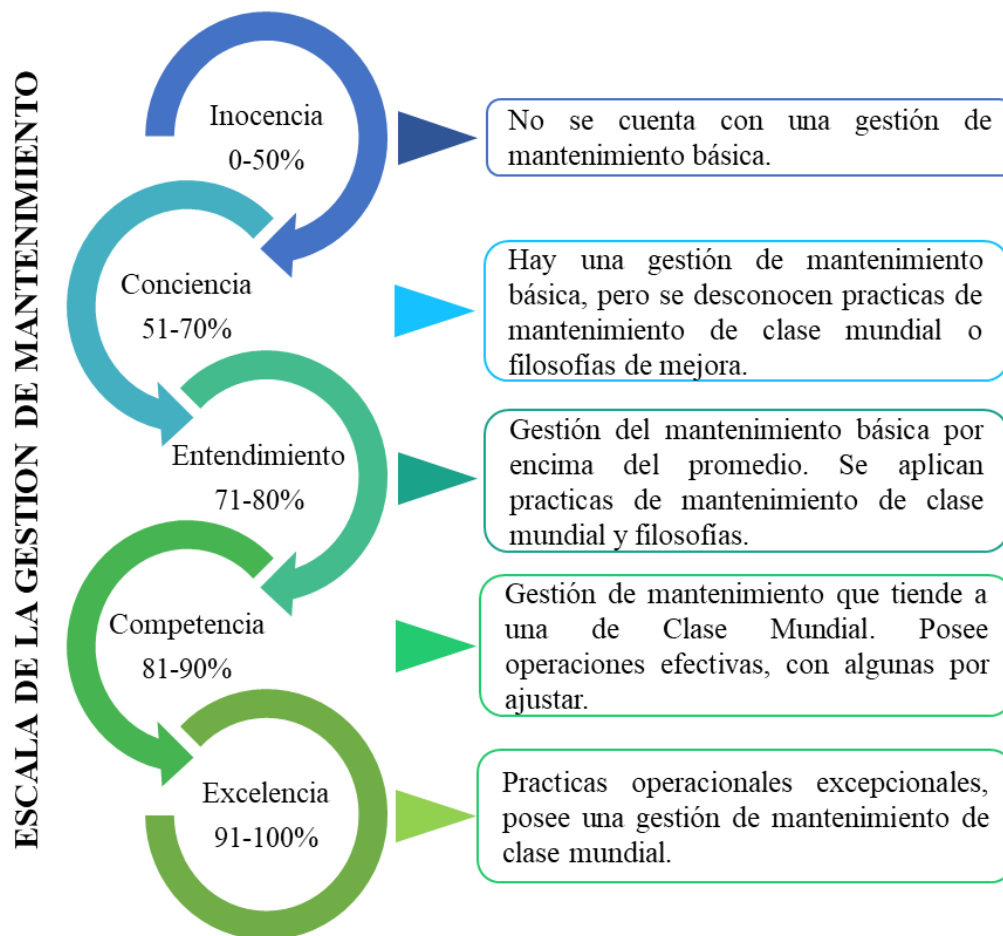 ESCALA DE LA GESTION DE MANTENIMIENTO
Inocencia
0-50%
No se cuenta con una gestión de
mantenimiento básica.
Conciencia
51-70%
Hay una gestión de mantenimiento
básica, pero se desconocen practicas de
mantenimiento de clase mundial o
filosofías de mejora.
Entendimiento
71-80%
Gestión del mantenimiento básica por
encima del promedio. Se aplican
practicas de mantenimiento de clase
mundial y filosofías.
Competencia
81-90%
Gestión de mantenimiento que tiende a
una de Clase Mundial. Posee
operaciones efectivas, con algunas por
ajustar.
Excelencia
91-100%
Practicas operacionales excepcionales,
posee una gestión de mantenimiento de
clase mundial.